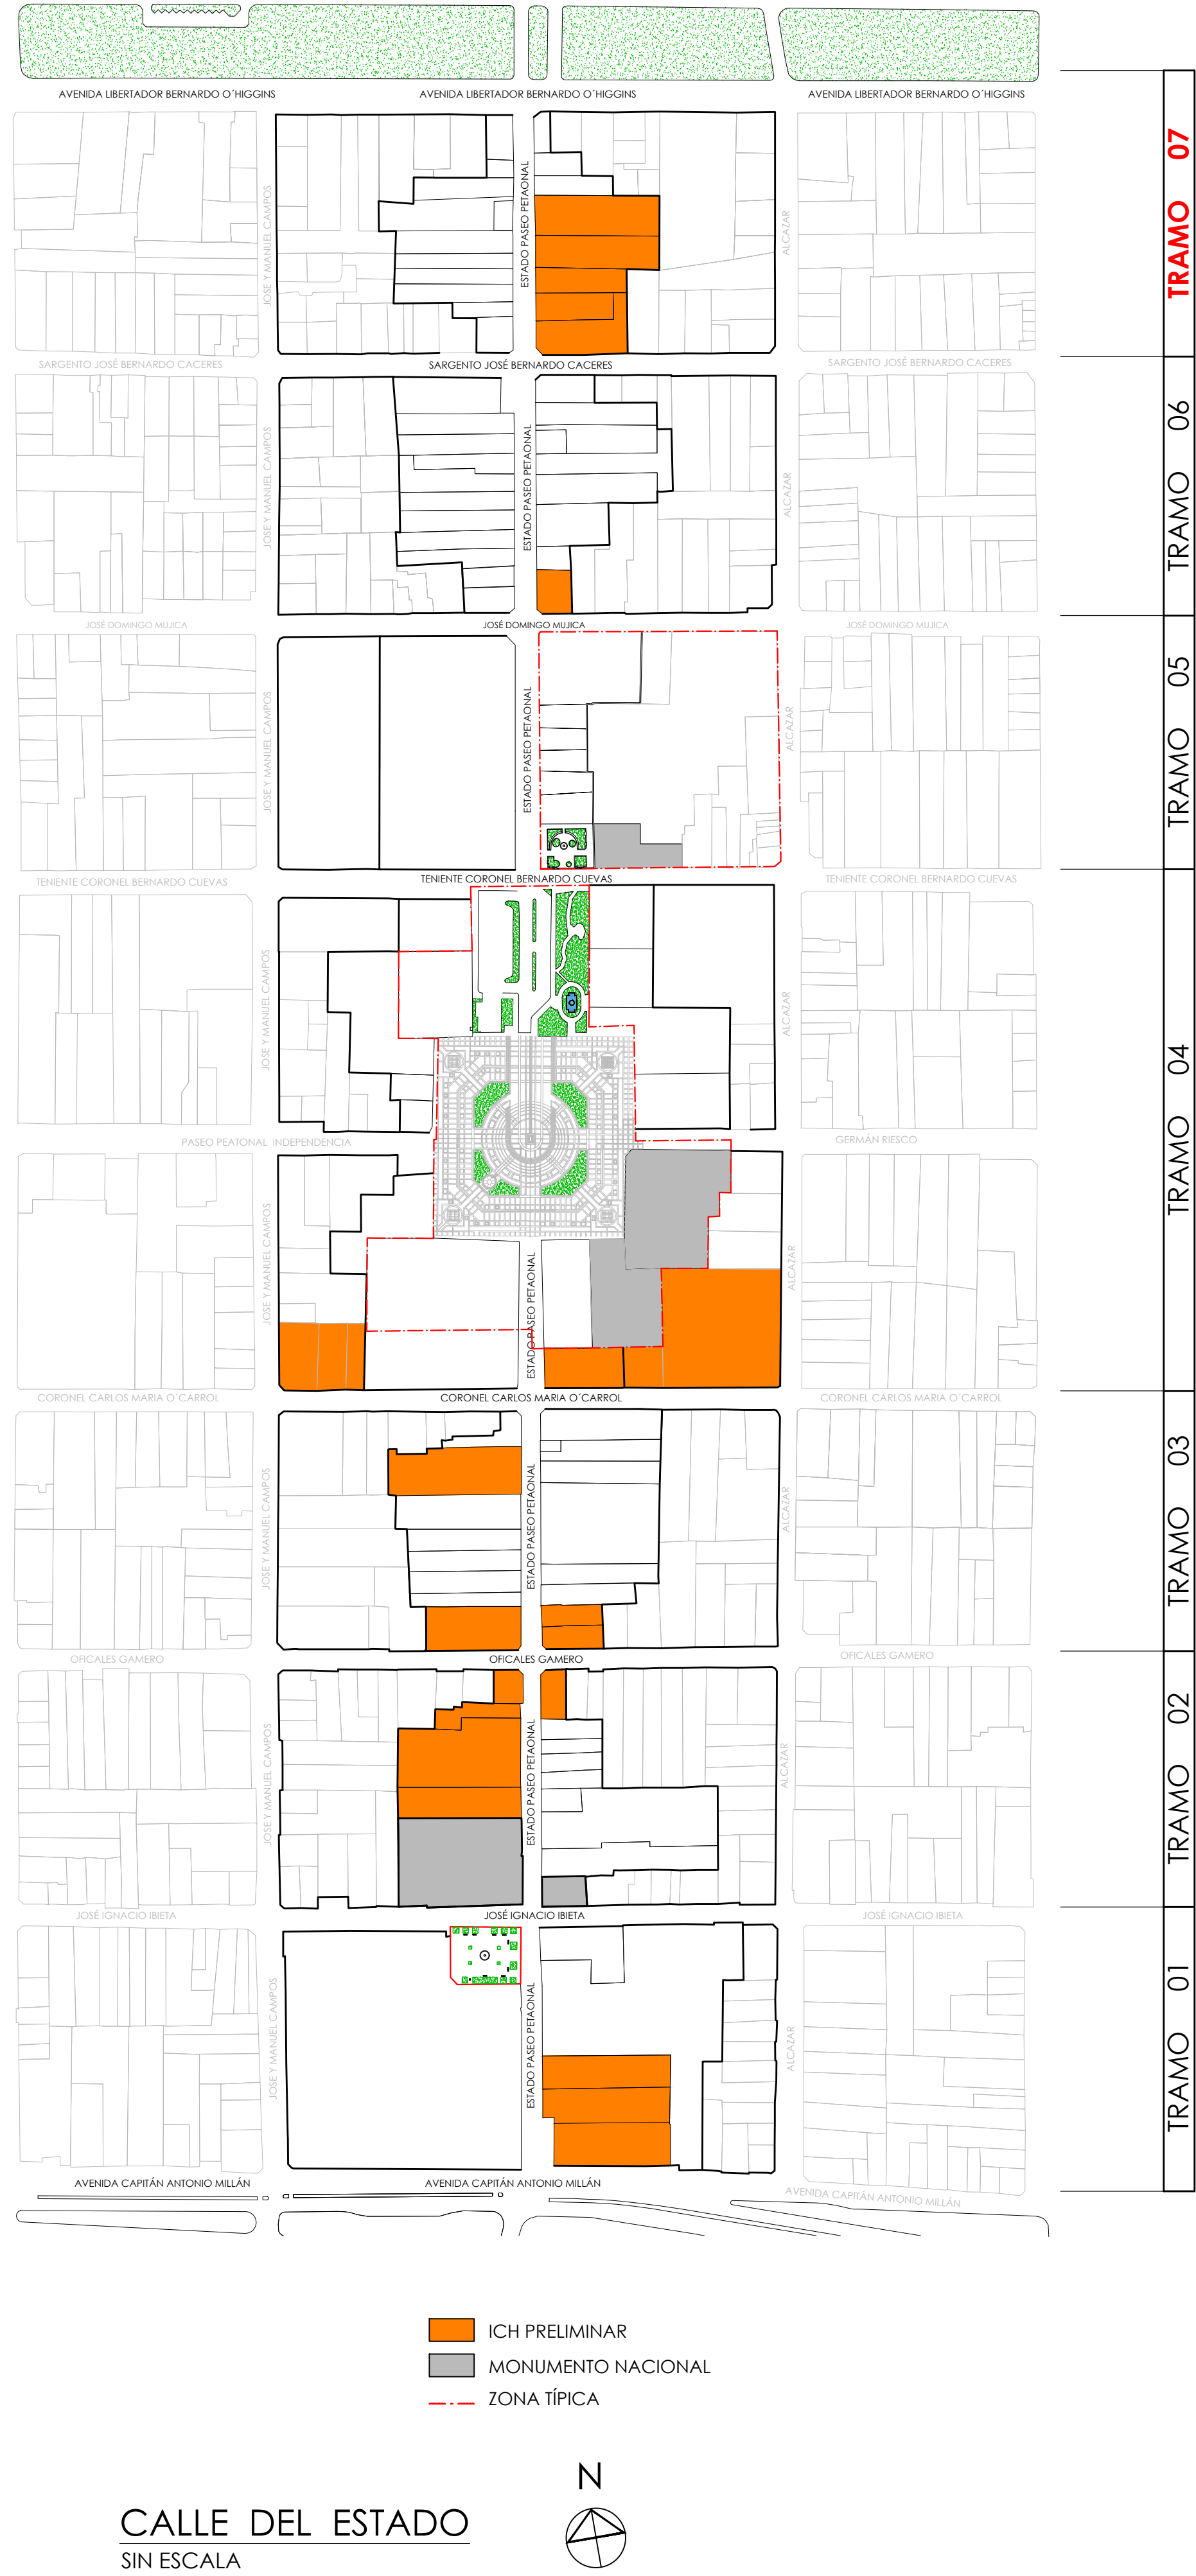 AVENIDA LIBERTADOR BERNARDO O´HIGGINS
AVENIDA LIBERTADOR BERNARDO O´HIGGINS
AVENIDA LIBERTADOR BERNARDO O´HIGGINS
JOSE Y MANUEL CAMPOS
ESTADO PASEO PETAONAL
ALCAZAR
TRAMO 07
SARGENTO JOSÉ BERNARDO CACERES
SARGENTO JOSÉ BERNARDO CACERES
SARGENTO JOSÉ BERNARDO CACERES
JOSE Y MANUEL CAMPOS
ESTADO PASEO PETAONAL
ALCAZAR
TRAMO 06
JOSÉ DOMINGO MUJICA
JOSÉ DOMINGO MUJICA
JOSÉ DOMINGO MUJICA
JOSE Y MANUEL CAMPOS
ESTADO PASEO PETAONAL
ALCAZAR
TRAMO 05
TENIENTE CORONEL BERNARDO CUEVAS
TENIENTE CORONEL BERNARDO CUEVAS
TENIENTE CORONEL BERNARDO CUEVAS
JOSE Y MANUEL CAMPOS
ALCAZAR
TRAMO 04
PASEO PEATONAL INDEPENDENCIA
GERMÁN RIESCO
JOSE Y MANUEL CAMPOS
ESTADO PASEO PETAONAL
ALCAZAR
CORONEL CARLOS MARIA O´CARROL
CORONEL CARLOS MARIA O´CARROL
CORONEL CARLOS MARIA O´CARROL
JOSE Y MANUEL CAMPOS
ESTADO PASEO PETAONAL
ALCAZAR
TRAMO 03
OFICALES GAMERO
OFICALES GAMERO
OFICALES GAMERO
JOSE Y MANUEL CAMPOS
ESTADO PASEO PETAONAL
ALCAZAR
TRAMO 02
JOSÉ IGNACIO IBIETA
JOSÉ IGNACIO IBIETA
JOSÉ IGNACIO IBIETA
JOSE Y MANUEL CAMPOS
ESTADO PASEO PETAONAL
ALCAZAR
TRAMO 01
AVENIDA CAPITÁN ANTONIO MILLÁN
AVENIDA CAPITÁN ANTONIO MILLÁN
AVENIDA CAPITÁN ANTONIO MILLÁN
ICH PRELIMINAR
MONUMENTO NACIONAL
ZONA TÍPICA
N
CALLE DEL ESTADO
SIN ESCALA